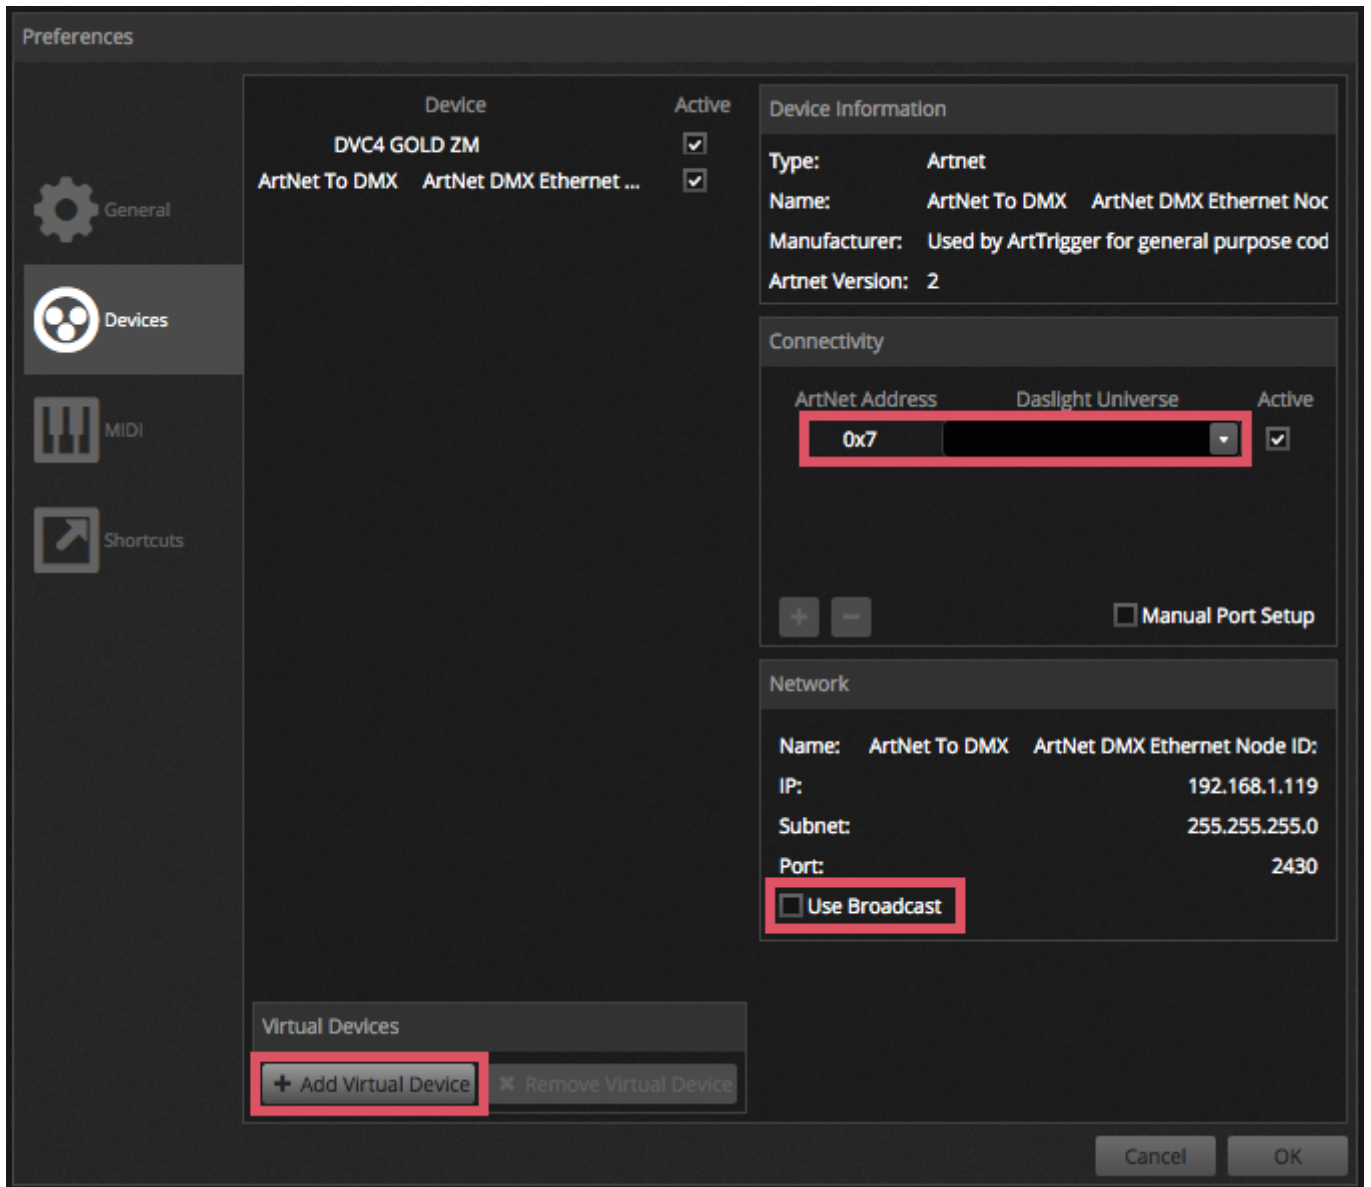 Preferences
General
Devices
MIDI
Shortcuts
Device Active
DVC4 GOLD ZM
ArtNet To DMX ArtNet DMX Ethernet ...
Virtual Devices
+ Add Virtual Device ✖ Remove Virtual Device
Device Information
Type: Artnet
Name: ArtNet To DMX ArtNet DMX Ethernet Noc
Manufacturer: Used by ArtTrigger for general purpose cod
Artnet Version: 2
Connectivity
ArtNet Address Daslight Universe Active
0x7
+ −
Manual Port Setup
Network
Name: ArtNet To DMX ArtNet DMX Ethernet Node ID:
IP: 192.168.1.119
Subnet: 255.255.255.0
Port: 2430
Use Broadcast
Cancel OK